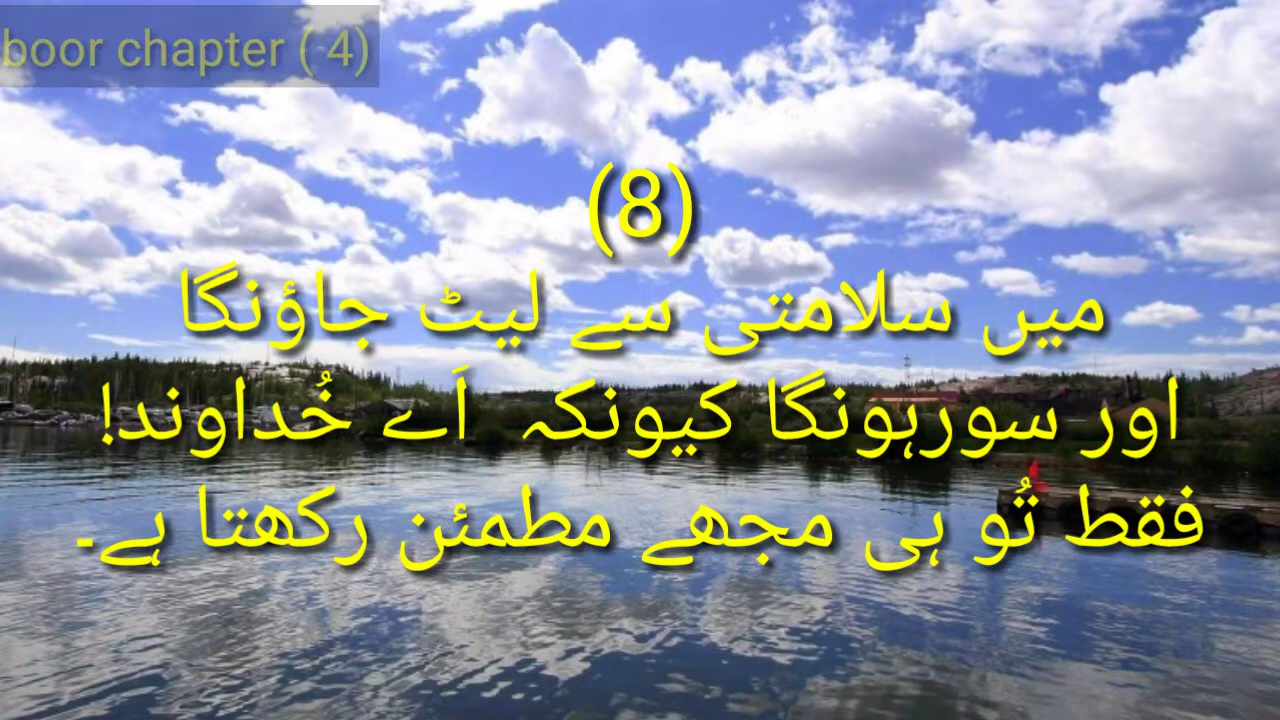 boor chapter ( 4)
(8)
میں سلامتی سے لیٹ جاؤنگا
اور سورہونگا کیونکہ اَے خُداوند!
فقط تُو ہی مجھے مطمئن رکھتا ہے۔